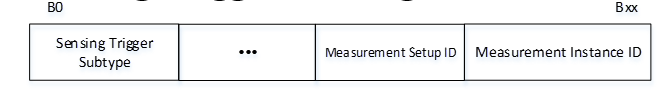 B0
Bxx
Sensing Trigger
Subtype
...
Measurement Setup ID
Measurement Instance ID